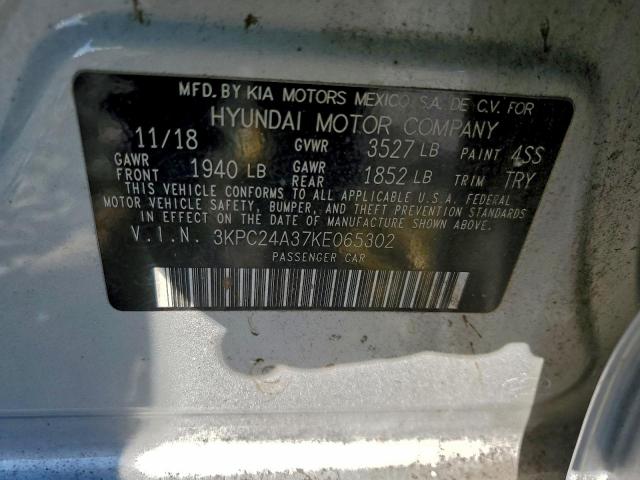 MFD. BY KIA MOTORS MEXICO, S.A. DE C.V. FOR
HYUNDAI MOTOR COMPANY
11/18 GVWR 3527 LB PAINT 4SS
GAWR FRONT 1940 LB GAWR REAR 1852 LB TRIM TRY
THIS VEHICLE CONFORMS TO ALL APPLICABLE U.S.A. FEDERAL
MOTOR VEHICLE SAFETY, BUMPER, AND THEFT PREVENTION STANDARDS
IN EFFECT ON THE DATE OF MANUFACTURE SHOWN ABOVE.
V.I.N. 3KPC24A37KE065302
PASSENGER CAR